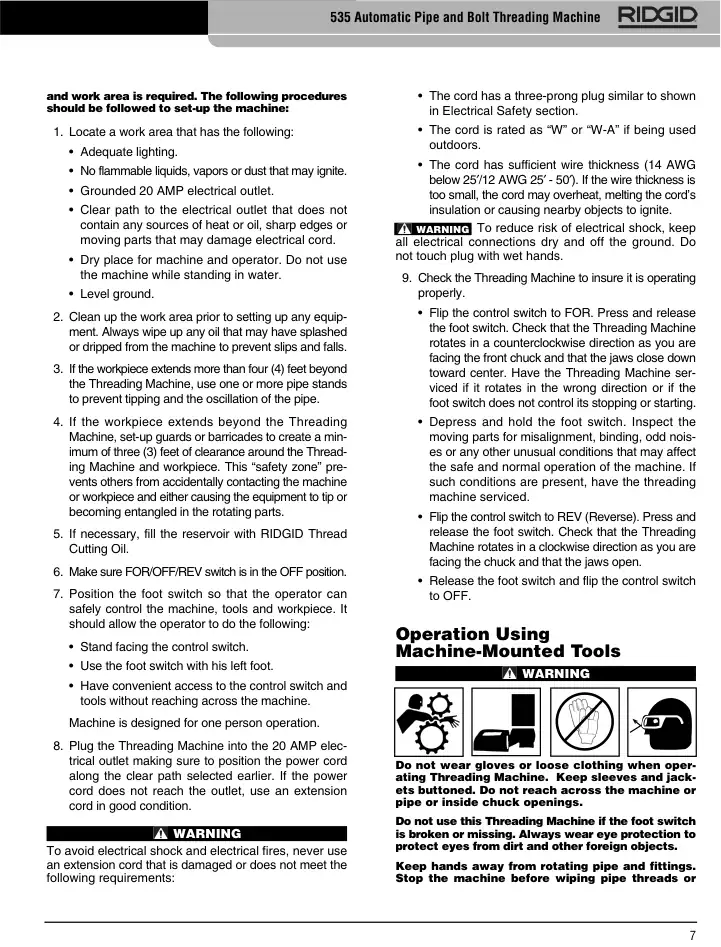 535 Automatic Pipe and Bolt Threading Machine
RIDGID
and work area is required. The following procedures
should be followed to set-up the machine:
1. Locate a work area that has the following:
• Adequate lighting.
• No flammable liquids, vapors or dust that may ignite.
• Grounded 20 AMP electrical outlet.
• Clear path to the electrical outlet that does not
contain any sources of heat or oil, sharp edges or
moving parts that may damage electrical cord.
• Dry place for machine and operator. Do not use
the machine while standing in water.
• Level ground.
2. Clean up the work area prior to setting up any equip-
ment. Always wipe up any oil that may have splashed
or dripped from the machine to prevent slips and falls.
3. If the workpiece extends more than four (4) feet beyond
the Threading Machine, use one or more pipe stands
to prevent tipping and the oscillation of the pipe.
4. If the workpiece extends beyond the Threading
Machine, set-up guards or barricades to create a min-
imum of three (3) feet of clearance around the Thread-
ing Machine and workpiece. This “safety zone” pre-
vents others from accidentally contacting the machine
or workpiece and either causing the equipment to tip or
becoming entangled in the rotating parts.
5. If necessary, fill the reservoir with RIDGID Thread
Cutting Oil.
6. Make sure FOR/OFF/REV switch is in the OFF position.
7. Position the foot switch so that the operator can
safely control the machine, tools and workpiece. It
should allow the operator to do the following:
• Stand facing the control switch.
• Use the foot switch with his left foot.
• Have convenient access to the control switch and
tools without reaching across the machine.
Machine is designed for one person operation.
8. Plug the Threading Machine into the 20 AMP elec-
trical outlet making sure to position the power cord
along the clear path selected earlier. If the power
cord does not reach the outlet, use an extension
cord in good condition.
WARNING
To avoid electrical shock and electrical fires, never use
an extension cord that is damaged or does not meet the
following requirements:
• The cord has a three-prong plug similar to shown
in Electrical Safety section.
• The cord is rated as “W” or “W-A” if being used
outdoors.
• The cord has sufficient wire thickness (14 AWG
below 25′/12 AWG 25′ - 50′). If the wire thickness is
too small, the cord may overheat, melting the cord’s
insulation or causing nearby objects to ignite.
WARNING To reduce risk of electrical shock, keep
all electrical connections dry and off the ground. Do
not touch plug with wet hands.
9. Check the Threading Machine to insure it is operating
properly.
• Flip the control switch to FOR. Press and release
the foot switch. Check that the Threading Machine
rotates in a counterclockwise direction as you are
facing the front chuck and that the jaws close down
toward center. Have the Threading Machine ser-
viced if it rotates in the wrong direction or if the
foot switch does not control its stopping or starting.
• Depress and hold the foot switch. Inspect the
moving parts for misalignment, binding, odd nois-
es or any other unusual conditions that may affect
the safe and normal operation of the machine. If
such conditions are present, have the threading
machine serviced.
• Flip the control switch to REV (Reverse). Press and
release the foot switch. Check that the Threading
Machine rotates in a clockwise direction as you are
facing the chuck and that the jaws open.
• Release the foot switch and flip the control switch
to OFF.
Operation Using
Machine-Mounted Tools
WARNING
Do not wear gloves or loose clothing when oper-
ating Threading Machine. Keep sleeves and jack-
ets buttoned. Do not reach across the machine or
pipe or inside chuck openings.
Do not use this Threading Machine if the foot switch
is broken or missing. Always wear eye protection to
protect eyes from dirt and other foreign objects.
Keep hands away from rotating pipe and fittings.
Stop the machine before wiping pipe threads or
7